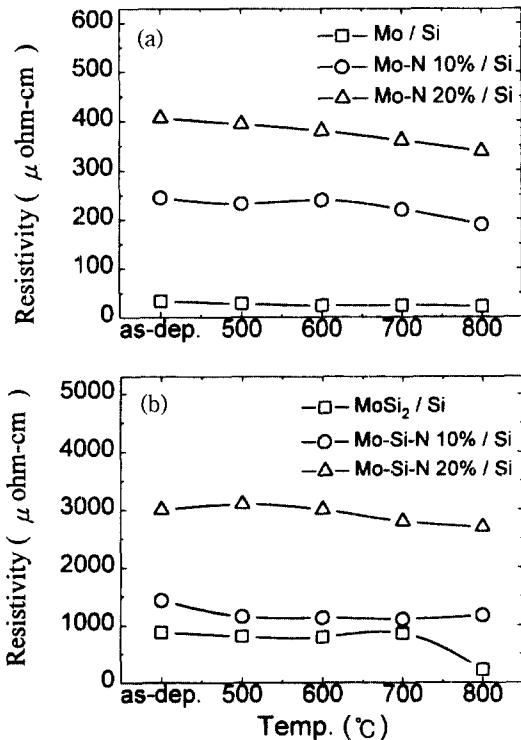 (a)
Mo / Si
Mo-N 10% / Si
Mo-N 20% / Si
Resistivity ( μ ohm-cm)
600
500
400
300
200
100
0
as-dep. 500 600 700 800
(b)
MoSi₂ / Si
Mo-Si-N 10% / Si
Mo-Si-N 20% / Si
Resistivity ( μ ohm-cm)
5000
4000
3000
2000
1000
0
as-dep. 500 600 700 800
Temp. (℃)